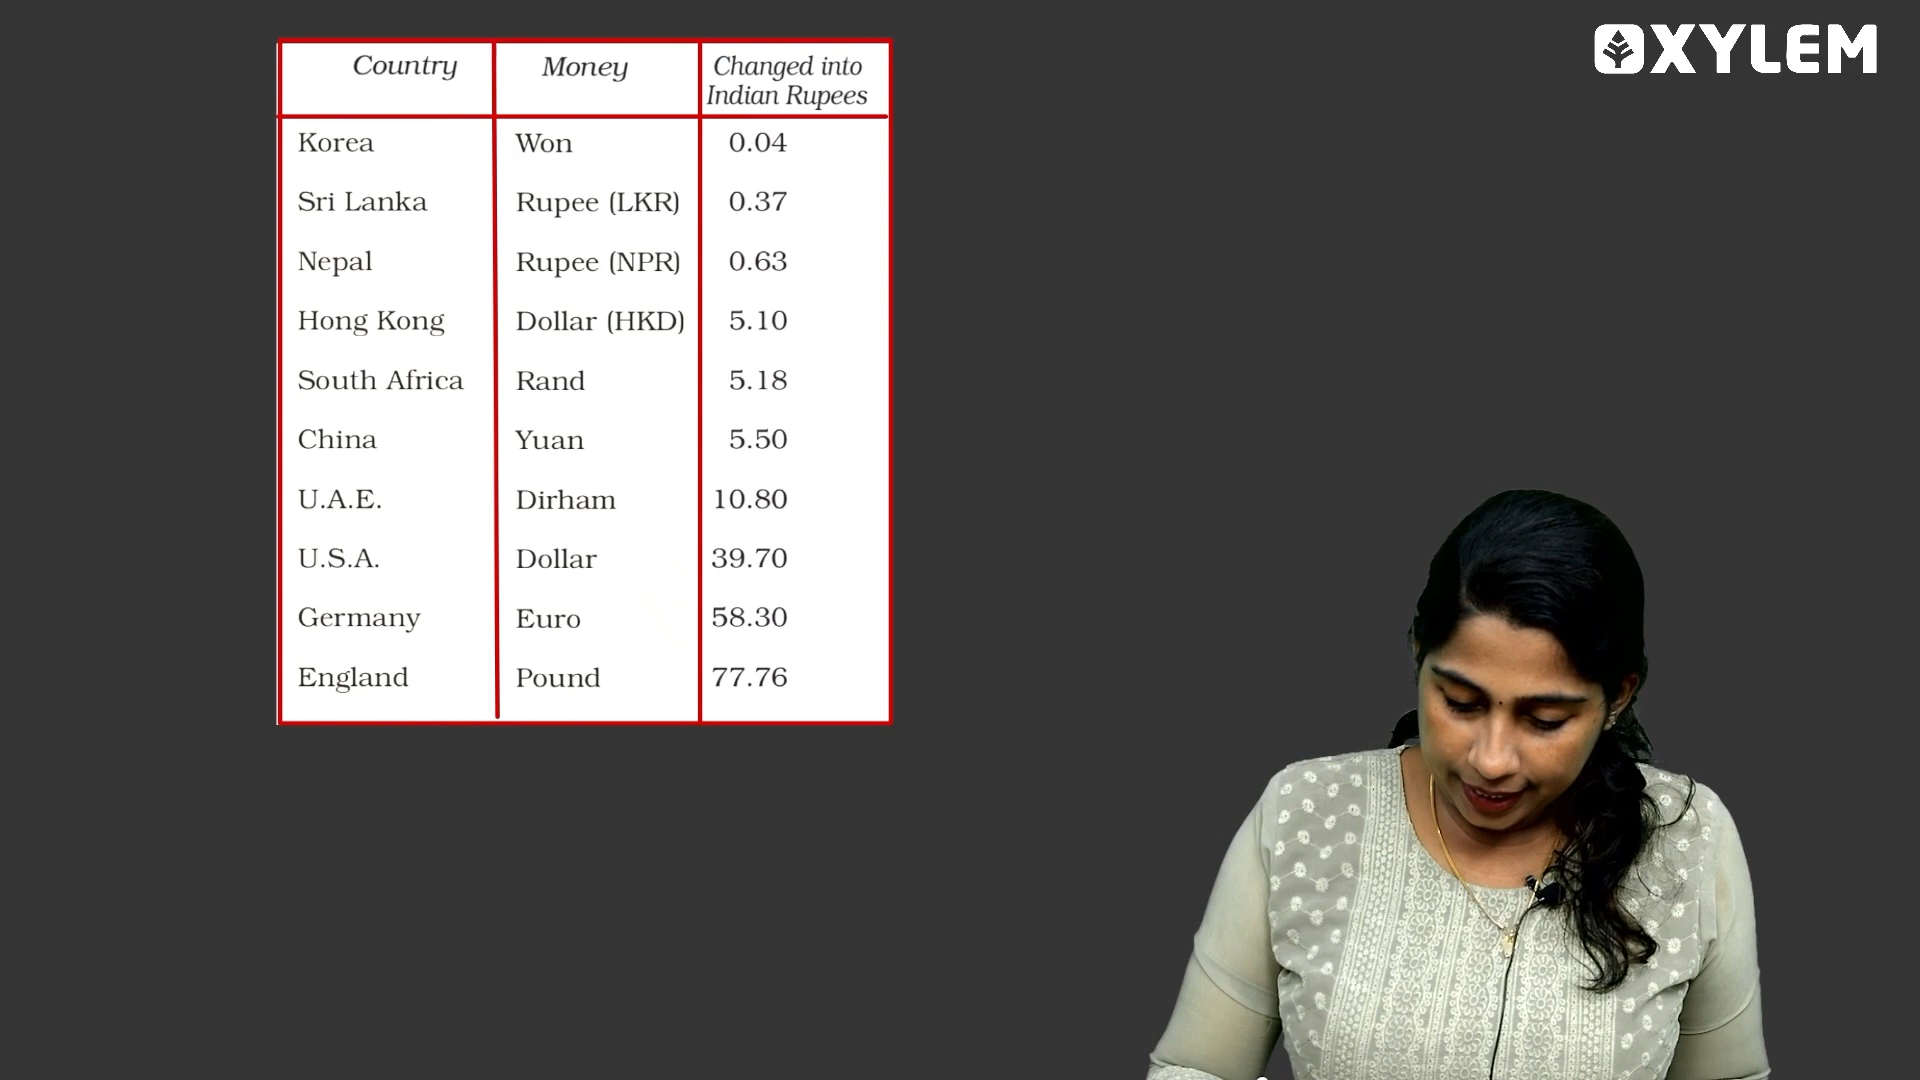 OXYLEM
Country Money Changed into
Indian Rupees
Korea Won 0.04
Sri Lanka Rupee (LKR) 0.37
Nepal Rupee (NPR) 0.63
Hong Kong Dollar (HKD) 5.10
South Africa Rand 5.18
China Yuan 5.50
U.A.E. Dirham 10.80
U.S.A. Dollar 39.70
Germany Euro 58.30
England Pound 77.76